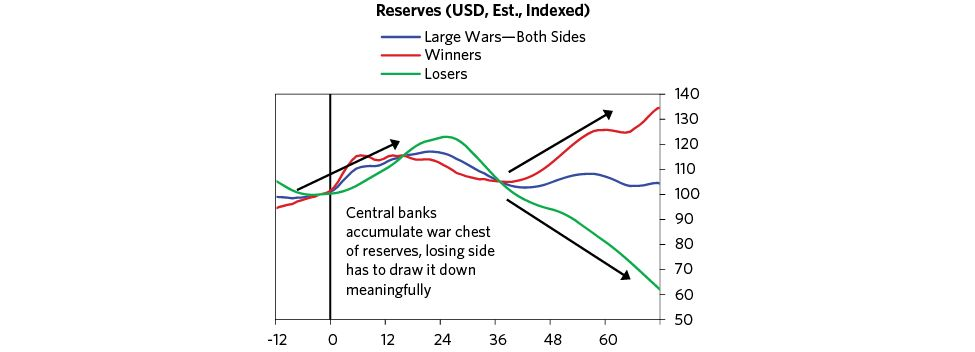 Reserves (USD, Est., Indexed)
Large Wars—Both Sides
Winners
Losers
140
130
120
110
100
90
80
70
60
50
Central banks
accumulate war chest
of reserves, losing side
has to draw it down
meaningfully
-12 0 12 24 36 48 60